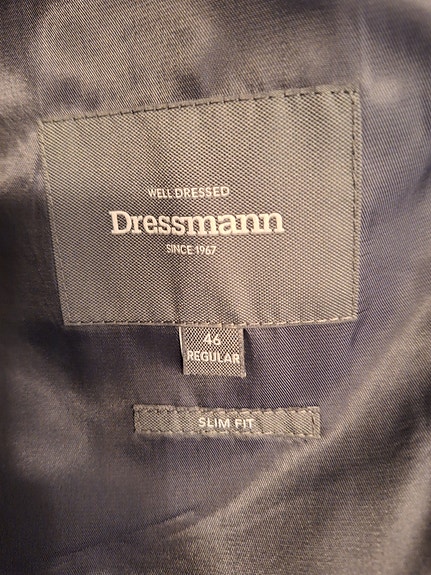 WELL DRESSED
Dressmann
SINCE 1967
46
REGULAR
SLIM FIT